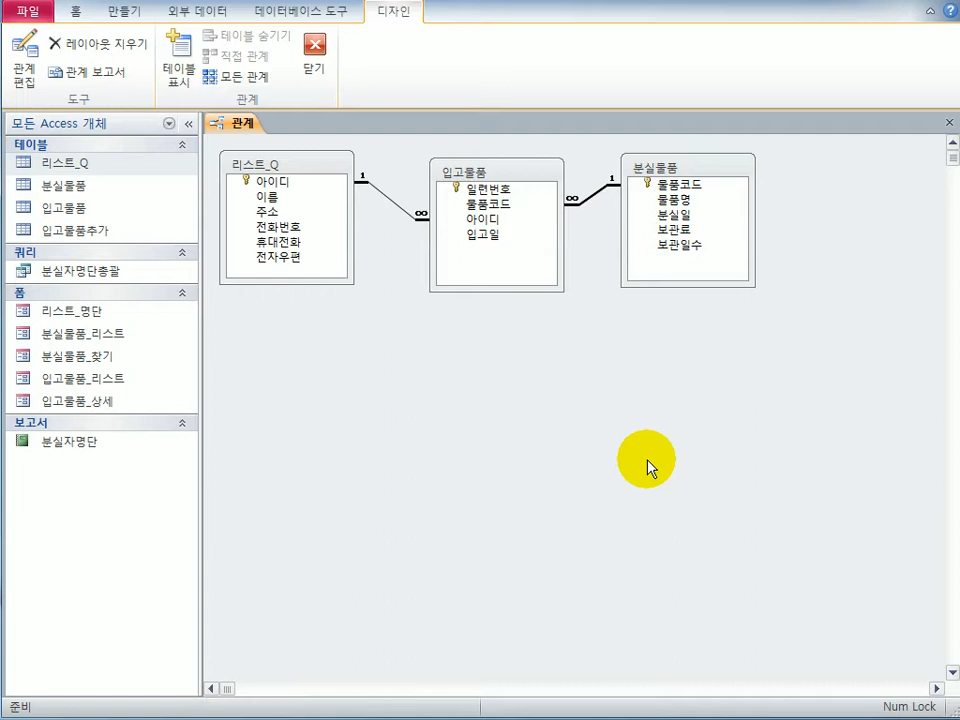 파일 홈 만들기 외부 데이터 데이터베이스 도구 디자인
관계
편집
레이아웃 지우기
관계 보고서
도구
테이블
표시
테이블 숨기기
직접 관계
모든 관계
닫기
관계
모든 Access 개체
테이블
리스트_Q
분실물품
입고물품
입고물품추가
쿼리
분실자명단총괄
폼
리스트_명단
분실물품_리스트
분실물품_찾기
입고물품_리스트
입고물품_상세
보고서
분실자명단
관계
리스트_Q
아이디
이름
주소
전화번호
휴대전화
전자우편
1
∞
입고물품
일련번호
물품코드
아이디
입고일
∞
1
분실물품
물품코드
물품명
분실일
보관료
보관일수
준비
Num Lock